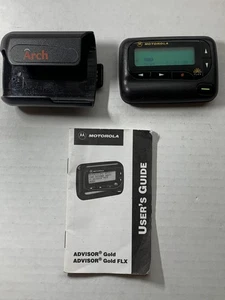 Arch
MOTOROLA
MOTOROLA
USER'S GUIDE
ADVISOR® Gold
ADVISOR® Gold FLX